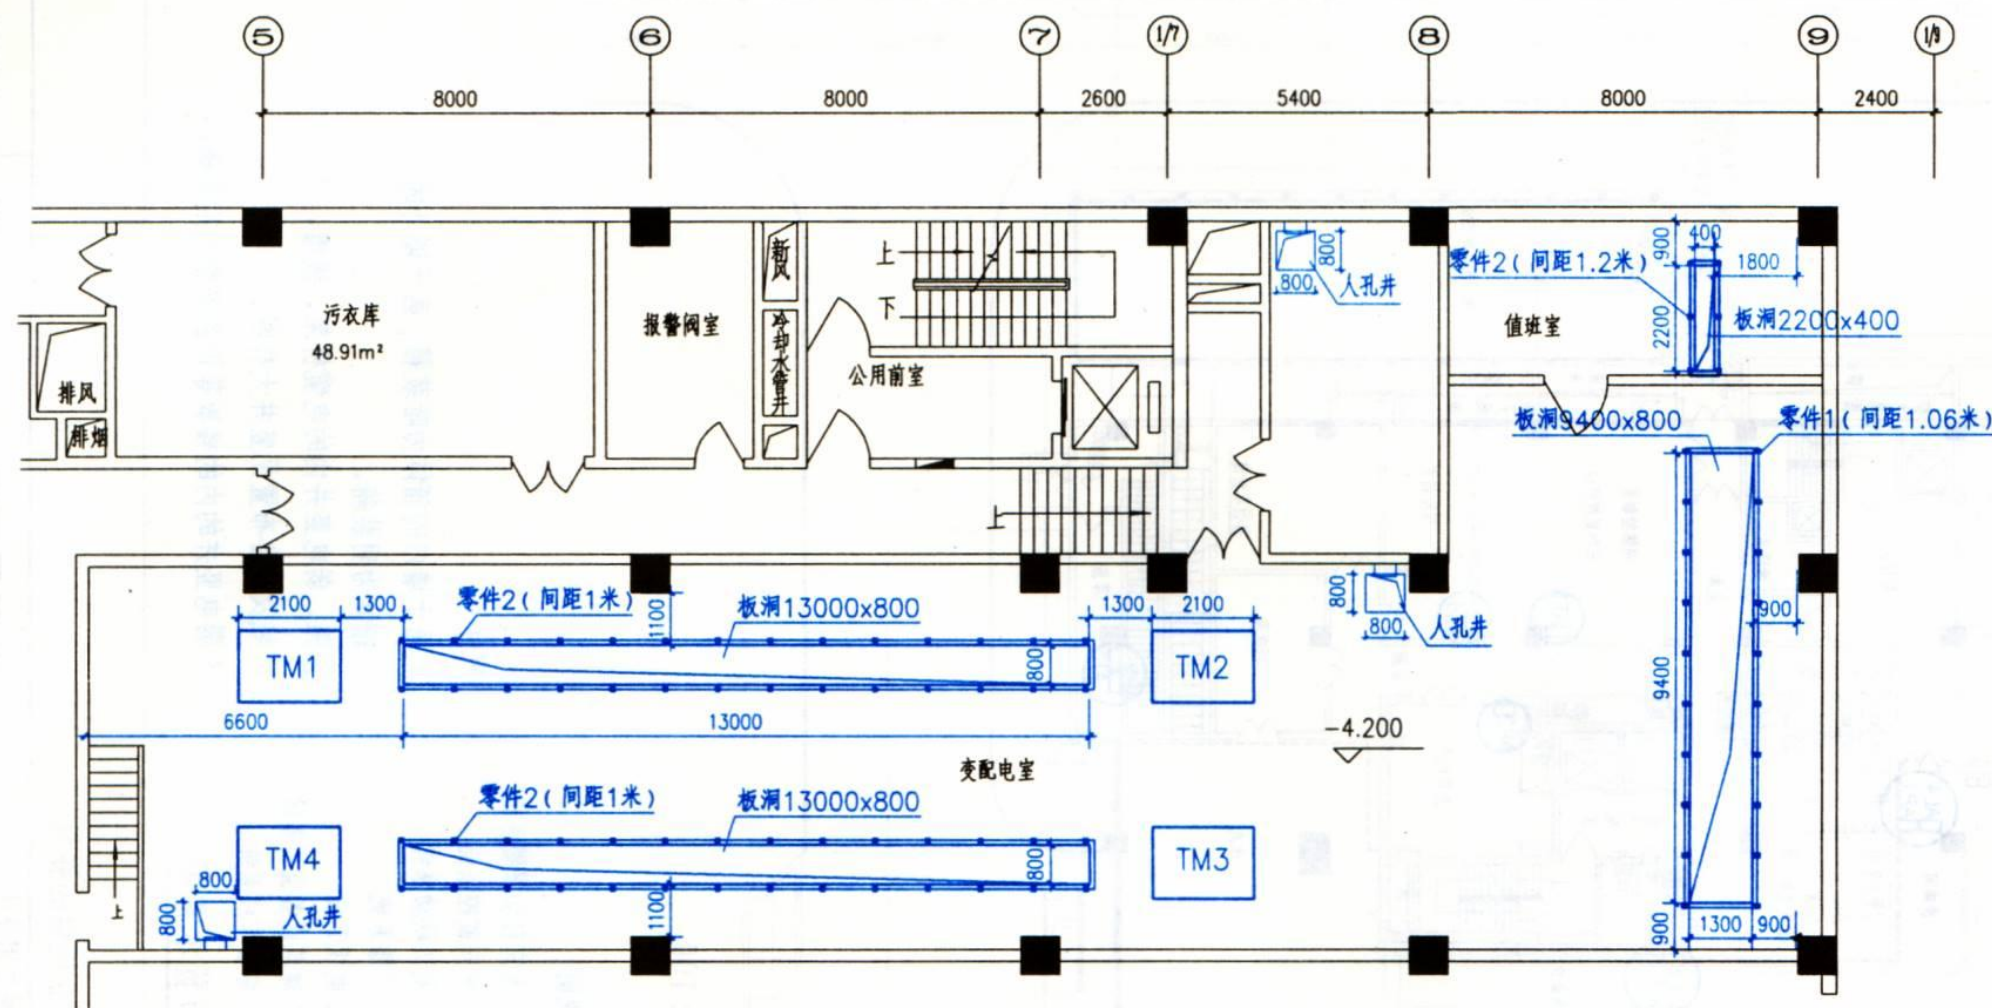 5 6 7 1/7 8 9 1/9
8000 8000 2600 5400 8000 2400
污衣库
48.91m²
排风
排烟
报警阀室
新风
冷却水管井
上
下
公用前室
上
800
800
人孔井
值班室
零件2(间距1.2米)
900
400
1800
2200
板洞2200x400
板洞9400x800
零件1(间距1.06米)
9400
900
900
1300
900
2100
1300
零件2(间距1米)
1100
板洞13000x800
800
1300
2100
TM1
TM2
800
800
人孔井
6600
13000
-4.200
变配电室
零件2(间距1米)
板洞13000x800
800
1100
TM4
TM3
上
800
800
人孔井